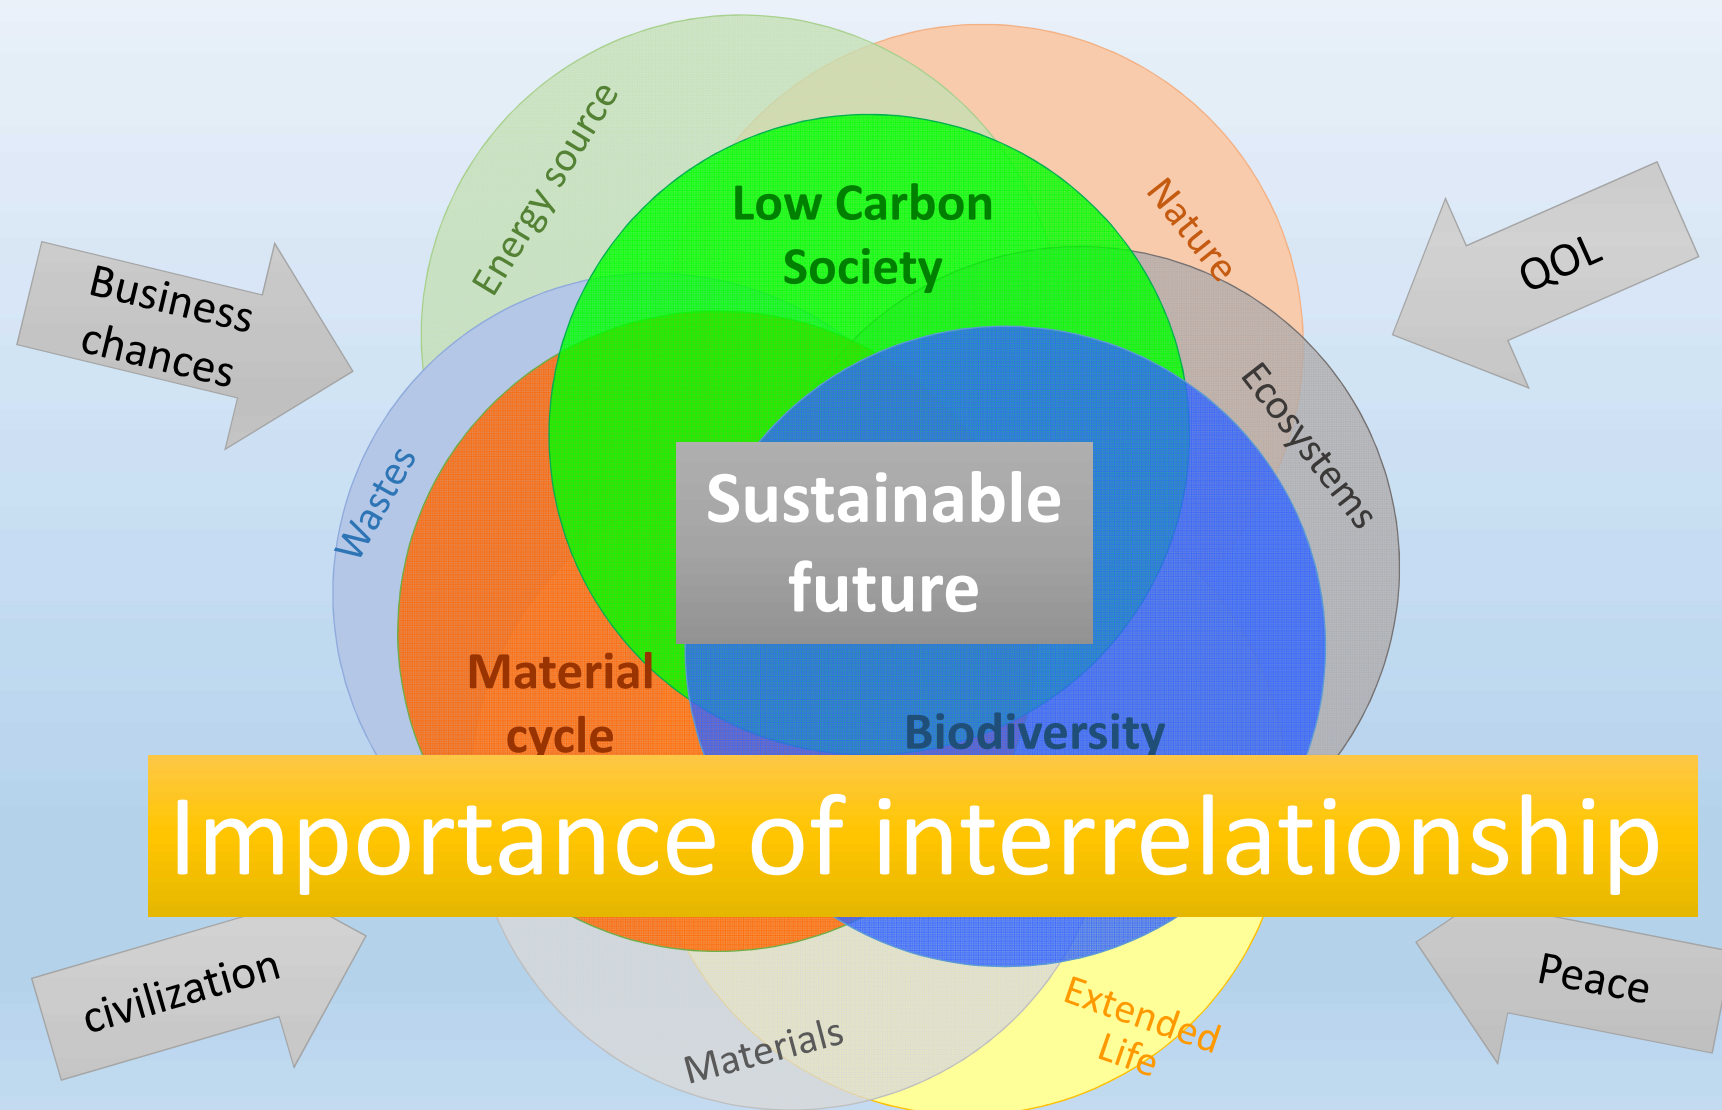 Energy source
Nature
Low Carbon
Society
QOL
Business
chances
Ecosystems
Wastes
Sustainable
future
Material
cycle
Biodiversity
Importance of interrelationship
civilization
Peace
Extended
Life
Materials